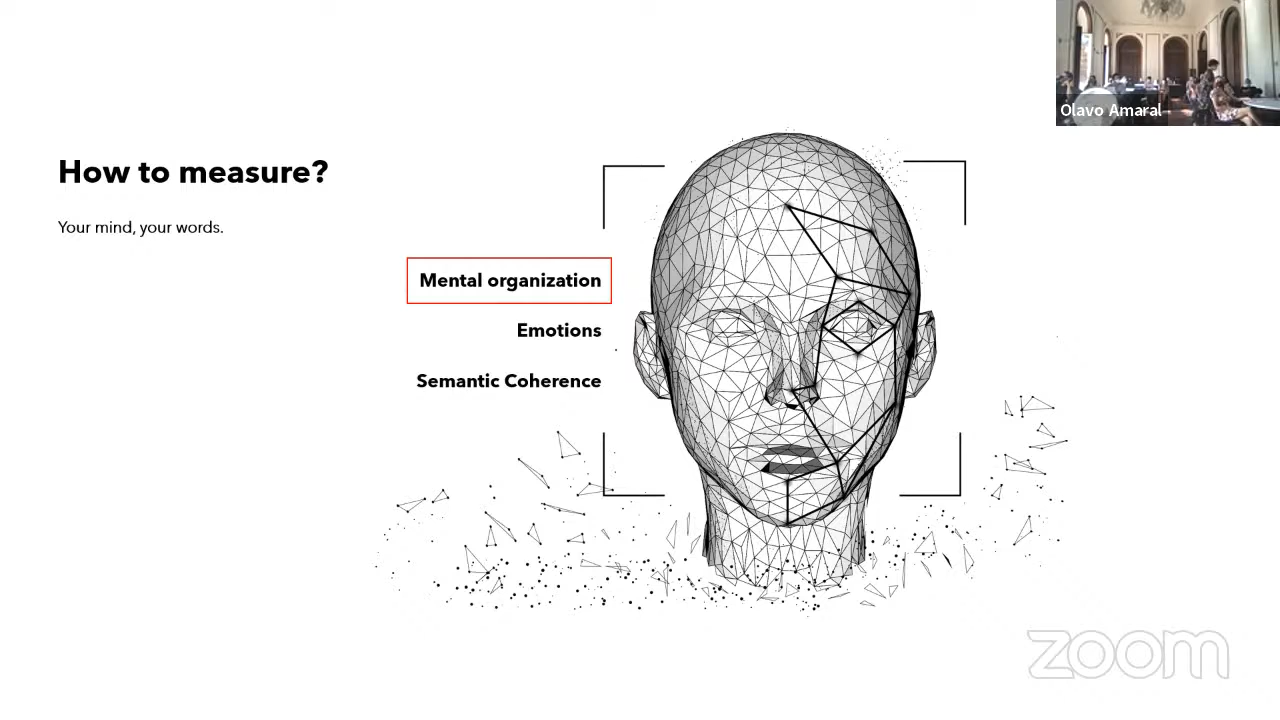 Olavo Amaral
How to measure?
Your mind, your words.
Mental organization
Emotions
Semantic Coherence
zoom